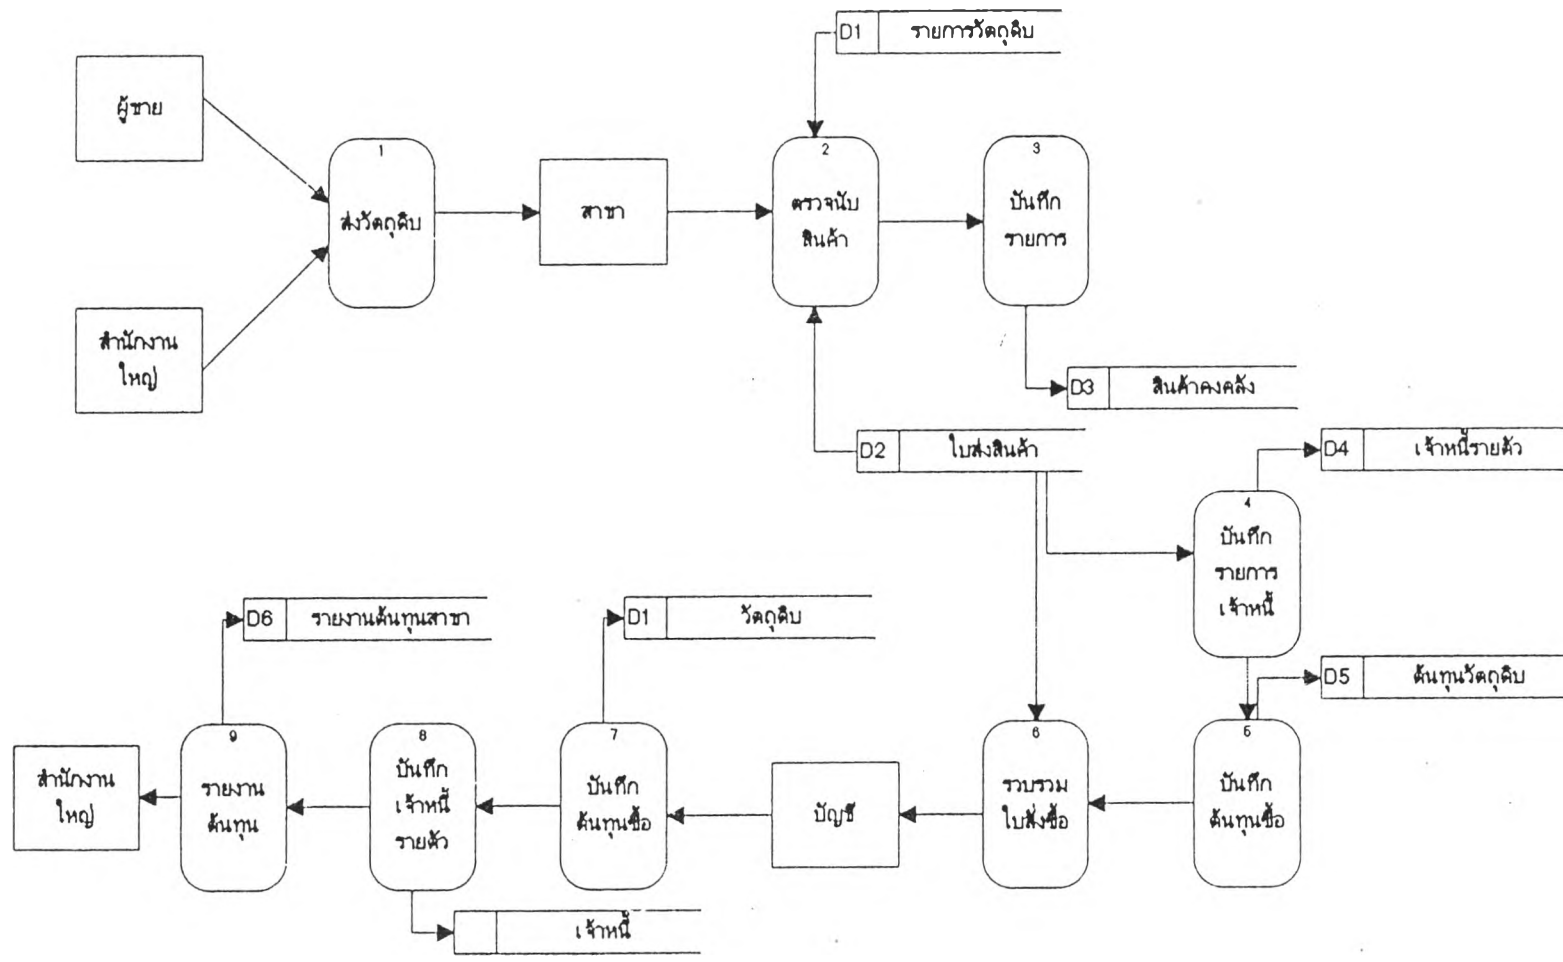 D1 รายการวัตถุดิบ
ผู้ขาย
1
ส่งวัตถุดิบ
สาขา
2
ตรวจนับ
สินค้า
3
บันทึก
รายการ
สำนักงาน
ใหญ่
D3 สินค้าคงคลัง
D2 ใบส่งสินค้า
D4 เจ้าหนี้รายตัว
4
บันทึก
รายการ
เจ้าหนี้
D6 รายงานต้นทุนสาขา
D1 วัตถุดิบ
D5 ต้นทุนวัตถุดิบ
สำนักงาน
ใหญ่
9
รายงาน
ต้นทุน
8
บันทึก
เจ้าหนี้
รายตัว
7
บันทึก
ต้นทุนซื้อ
บัญชี
6
รวบรวม
ใบสั่งซื้อ
5
บันทึก
ต้นทุนซื้อ
เจ้าหนี้